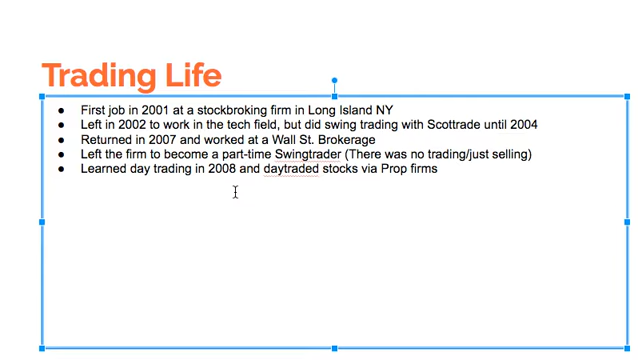 Trading Life
● First job in 2001 at a stockbroking firm in Long Island NY
● Left in 2002 to work in the tech field, but did swing trading with Scottrade until 2004
● Returned in 2007 and worked at a Wall St. Brokerage
● Left the firm to become a part-time Swingtrader (There was no trading/just selling)
● Learned day trading in 2008 and daytraded stocks via Prop firms